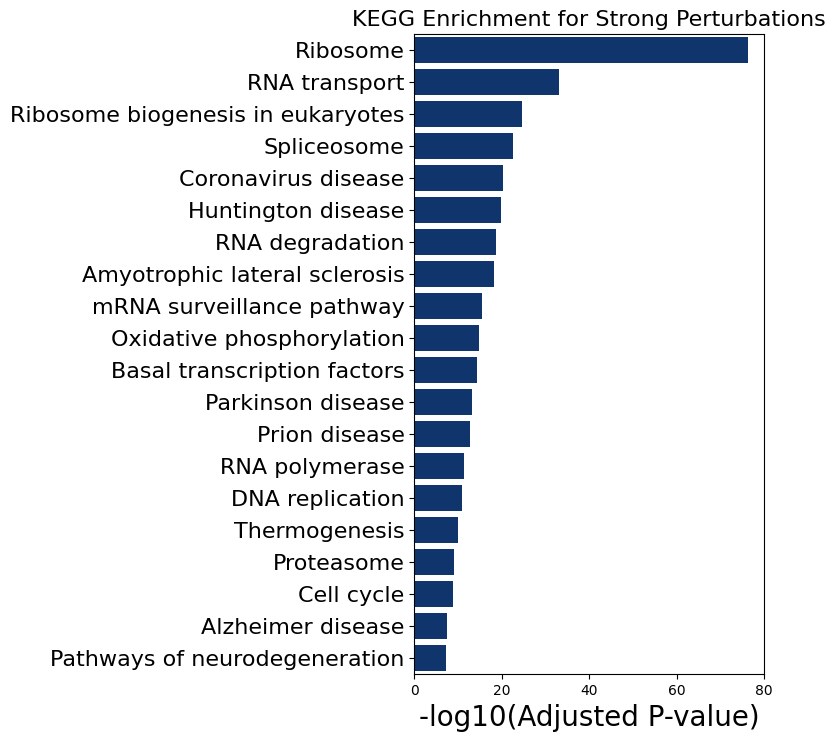 KEGG Enrichment for Strong Perturbations
Ribosome
RNA transport
Ribosome biogenesis in eukaryotes
Spliceosome
Coronavirus disease
Huntington disease
RNA degradation
Amyotrophic lateral sclerosis
mRNA surveillance pathway
Oxidative phosphorylation
Basal transcription factors
Parkinson disease
Prion disease
RNA polymerase
DNA replication
Thermogenesis
Proteasome
Cell cycle
Alzheimer disease
Pathways of neurodegeneration
0 20 40 60 80
-log10(Adjusted P-value)